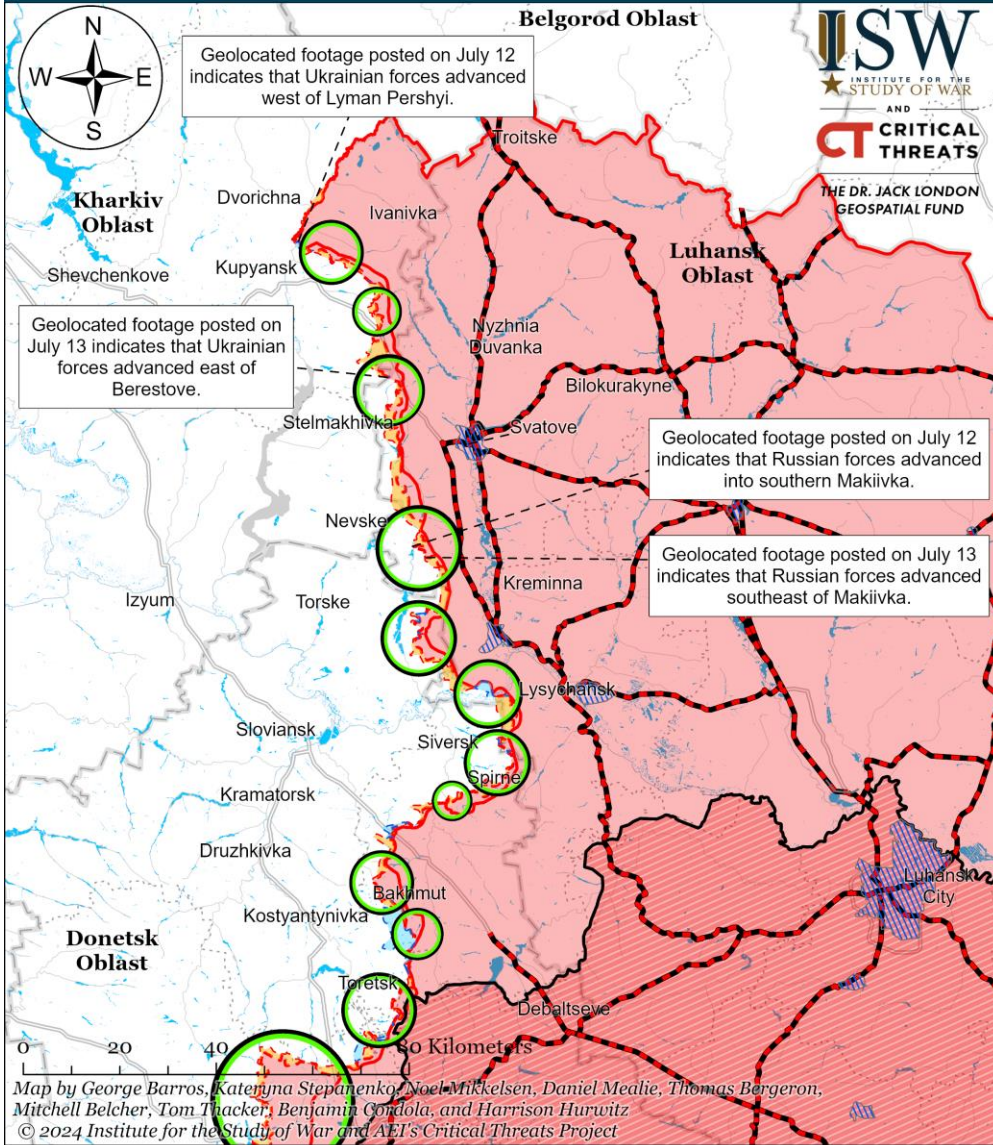 Belgorod Oblast
N
W
E
S
Geolocated footage posted on July 12
indicates that Ukrainian forces advanced
west of Lyman Pershyi.
ISW
INSTITUTE FOR THE
STUDY OF WAR
AND
CT CRITICAL
THREATS
THE DR. JACK LONDON
GEOSPATIAL FUND
Troitske
Dvorichna
Kharkiv
Oblast
Ivanivka
Luhansk
Oblast
Shevchenkove
Kupyansk
Geolocated footage posted on
July 13 indicates that Ukrainian
forces advanced east of
Berestove.
Nyzhnia
Duvanka
Bilokurakyne
Stelmakhivka
Svatove
Geolocated footage posted on July 12
indicates that Russian forces advanced
into southern Makiivka.
Nevske
Geolocated footage posted on July 13
indicates that Russian forces advanced
southeast of Makiivka.
Kreminna
Izyum
Torske
Lysychansk
Sloviansk
Siversk
Spirne
Kramatorsk
Druzhkivka
Bakhmut
Luhansk
City
Kostyantynivka
Donetsk
Oblast
Toretsk
Debaltseve
0
20
40
80 Kilometers
Map by George Barros, Kateryna Stepanenko, Noel Mikkelsen, Daniel Mealie, Thomas Bergeron,
Mitchell Belcher, Tom Thacker, Benjamin Cordola, and Harrison Hurwitz
© 2024 Institute for the Study of War and AEI's Critical Threats Project